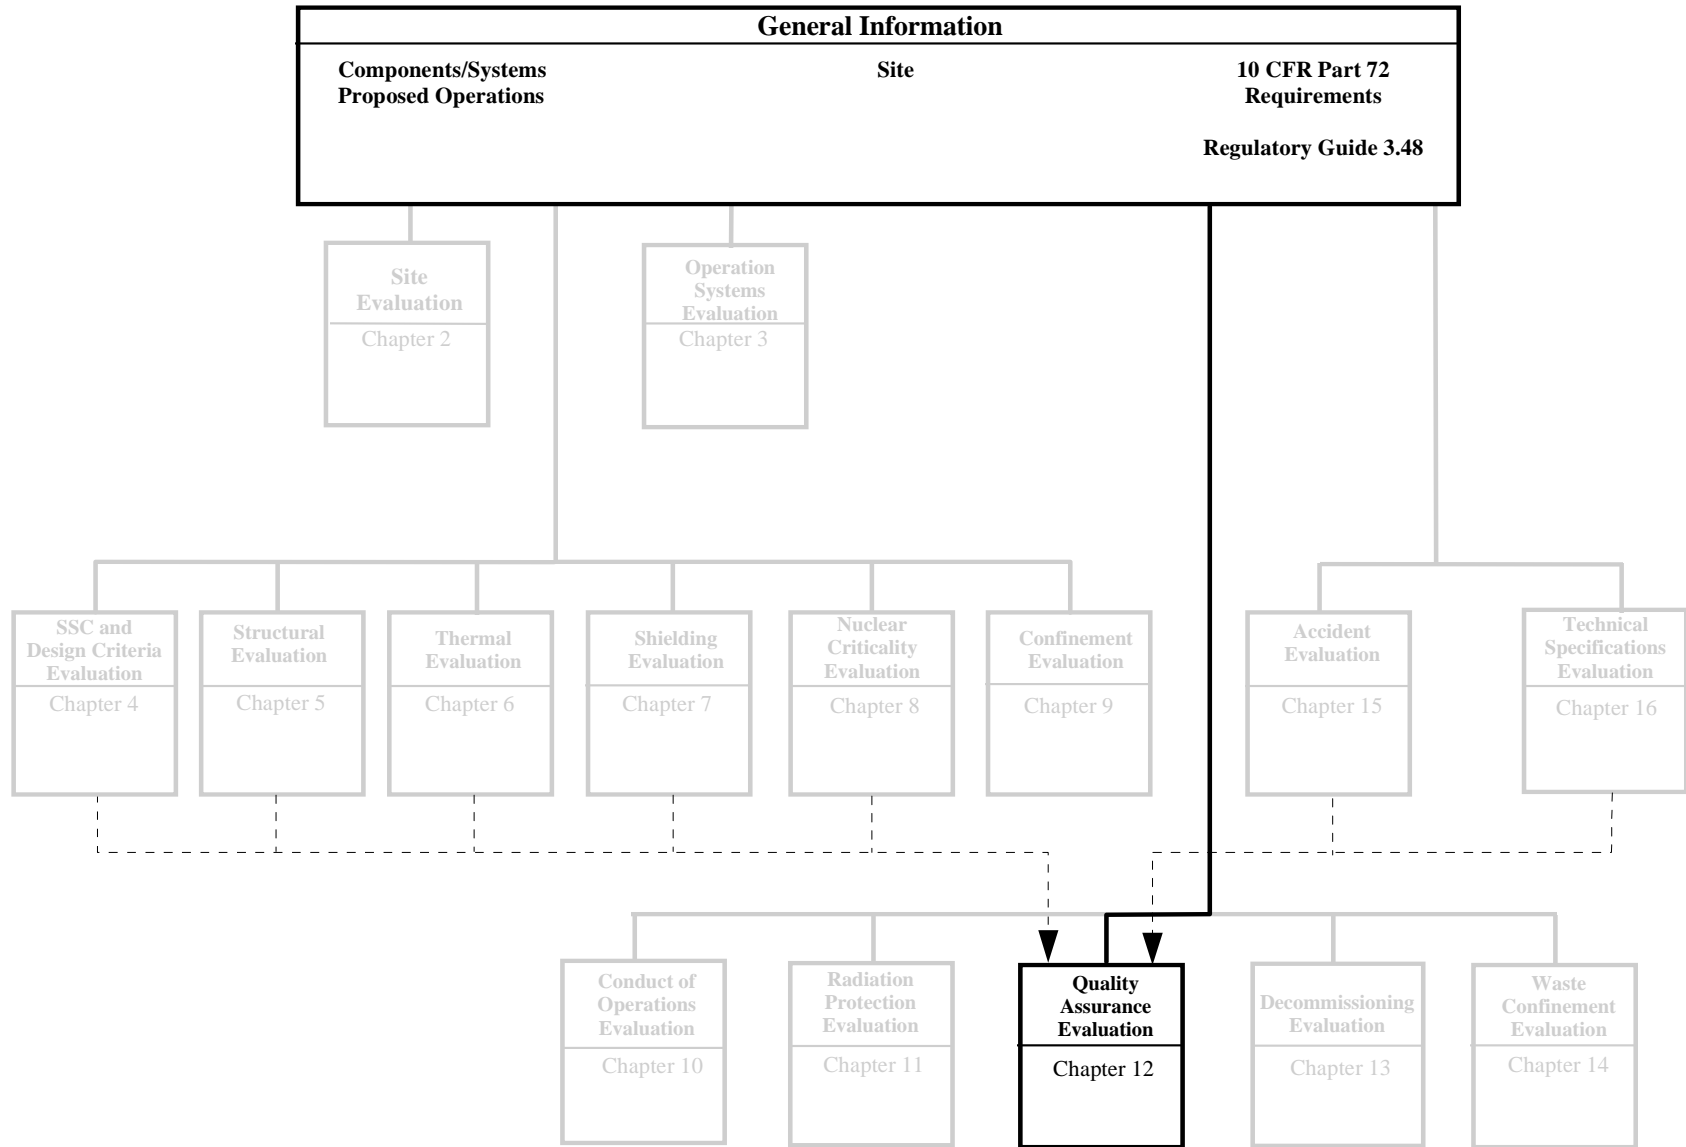 General Information
Components/Systems
Proposed Operations
Site
10 CFR Part 72
Requirements
Regulatory Guide 3.48
Site
Evaluation
Chapter 2
Operation
Systems
Evaluation
Chapter 3
SSC and
Design Criteria
Evaluation
Chapter 4
Structural
Evaluation
Chapter 5
Thermal
Evaluation
Chapter 6
Shielding
Evaluation
Chapter 7
Nuclear
Criticality
Evaluation
Chapter 8
Confinement
Evaluation
Chapter 9
Accident
Evaluation
Chapter 15
Technical
Specifications
Evaluation
Chapter 16
Conduct of
Operations
Evaluation
Chapter 10
Radiation
Protection
Evaluation
Chapter 11
Quality
Assurance
Evaluation
Chapter 12
Decommissioning
Evaluation
Chapter 13
Waste
Confinement
Evaluation
Chapter 14